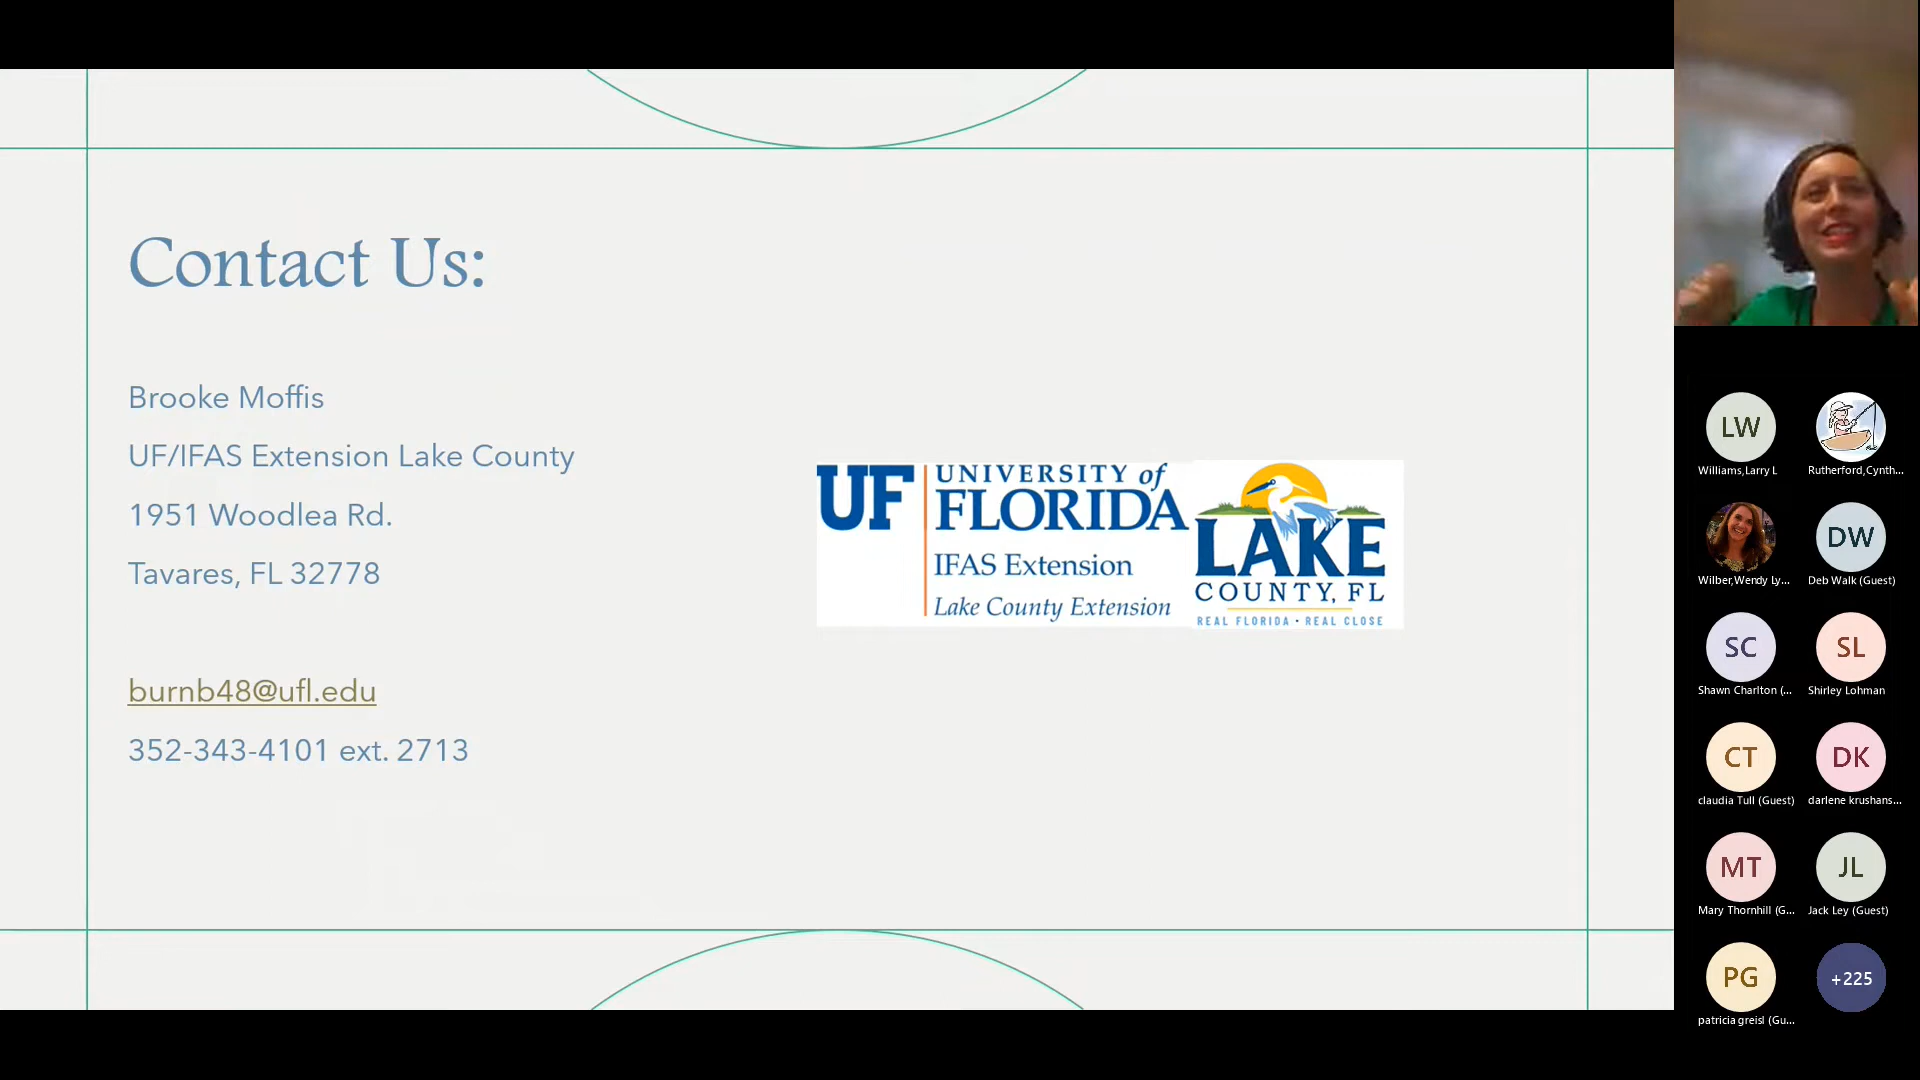 Contact Us:
Brooke Moffis
UF/IFAS Extension Lake County
1951 Woodlea Rd.
Tavares, FL 32778
burnb48@ufl.edu
352-343-4101 ext. 2713
UF
UNIVERSITY of
FLORIDA
IFAS Extension
Lake County Extension
LAKE
COUNTY, FL
REAL FLORIDA • REAL CLOSE
LW
Williams,Larry L
Rutherford,Cynth...
Wilber,Wendy Ly...
DW
Deb Walk (Guest)
SC
Shawn Charlton (...
SL
Shirley Lohman
CT
claudia Tull (Guest)
DK
darlene krushans...
MT
Mary Thornhill (G...
JL
Jack Ley (Guest)
PG
patricia greisl (Gu...
+225